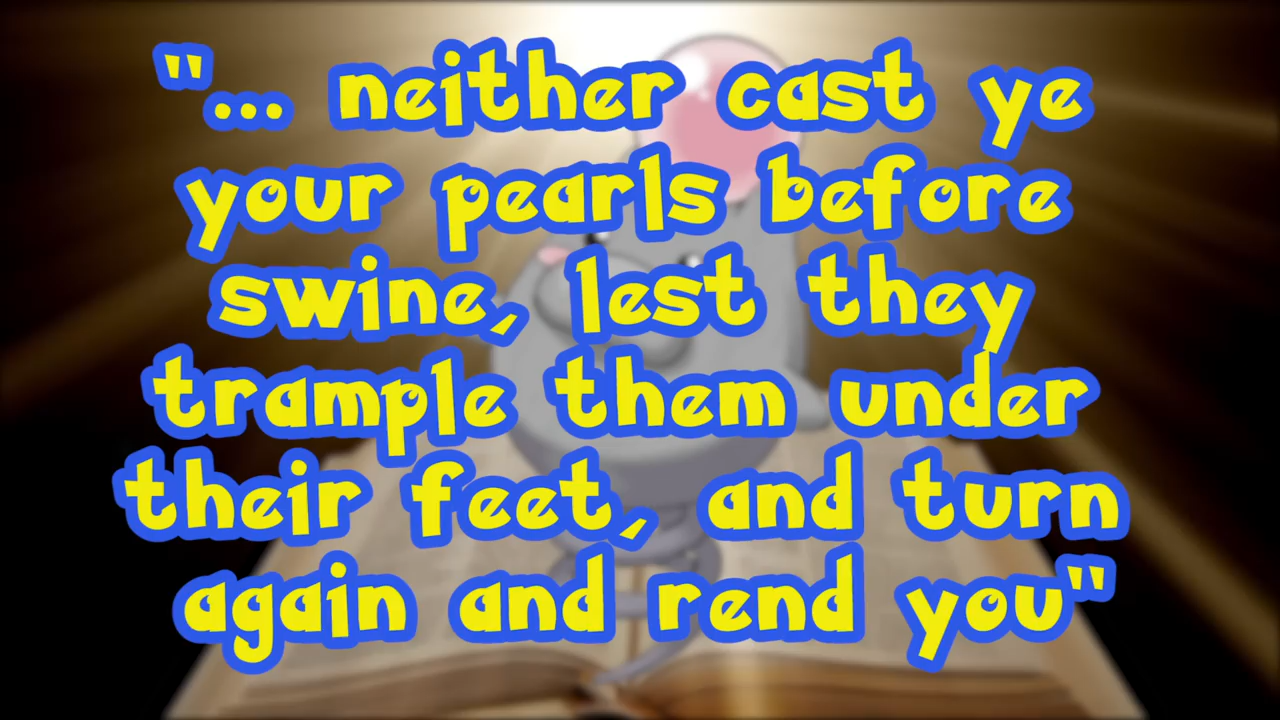 "... neither cast ye
your pearls before
swine, lest they
trample them under
their feet, and turn
again and rend you"